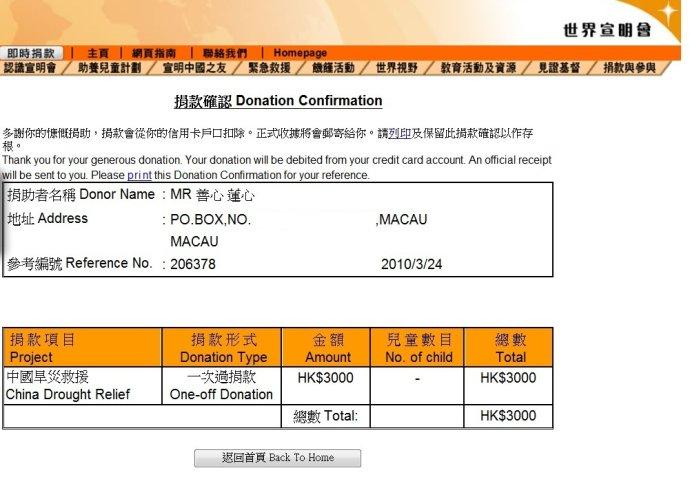 世界宣明會
即時捐款 | 主頁 | 網頁指南 | 聯絡我們 | Homepage
認識宣明會 / 助養兒童計劃 / 宣明中國之友 / 緊急救援 / 饑饉活動 / 世界視野 / 教育活動及資源 / 見證基督 / 捐款與參與
捐款確認 Donation Confirmation
多謝你的慷慨捐助，捐款會從你的信用卡戶口扣除。正式收據將會郵寄給你。請列印及保留此捐款確認以作存
根。
Thank you for your generous donation. Your donation will be debited from your credit card account. An official receipt
will be sent to you. Please print this Donation Confirmation for your reference.
捐助者名稱 Donor Name : MR 善心 蓮心
地址 Address : PO.BOX,NO. ,MACAU
MACAU
參考編號 Reference No. : 206378 2010/3/24
捐款項目 捐款形式 金額 兒童數目 總數
Project Donation Type Amount No. of child Total
中國旱災救援 一次過捐款 HK$3000 - HK$3000
China Drought Relief One-off Donation
總數 Total: HK$3000
返回首頁 Back To Home